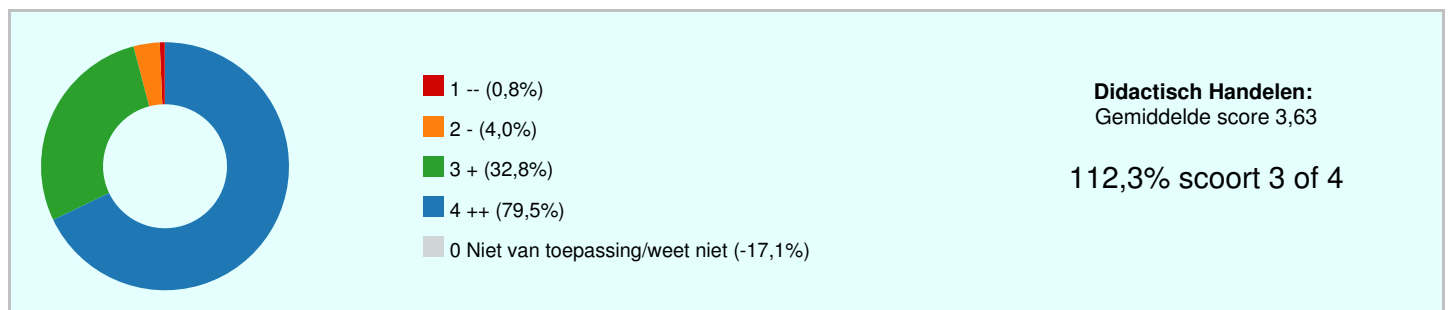 1 -- (0,8%)
2 - (4,0%)
3 + (32,8%)
4 ++ (79,5%)
0 Niet van toepassing/weet niet (-17,1%)
Didactisch Handelen:
Gemiddelde score 3,63
112,3% scoort 3 of 4